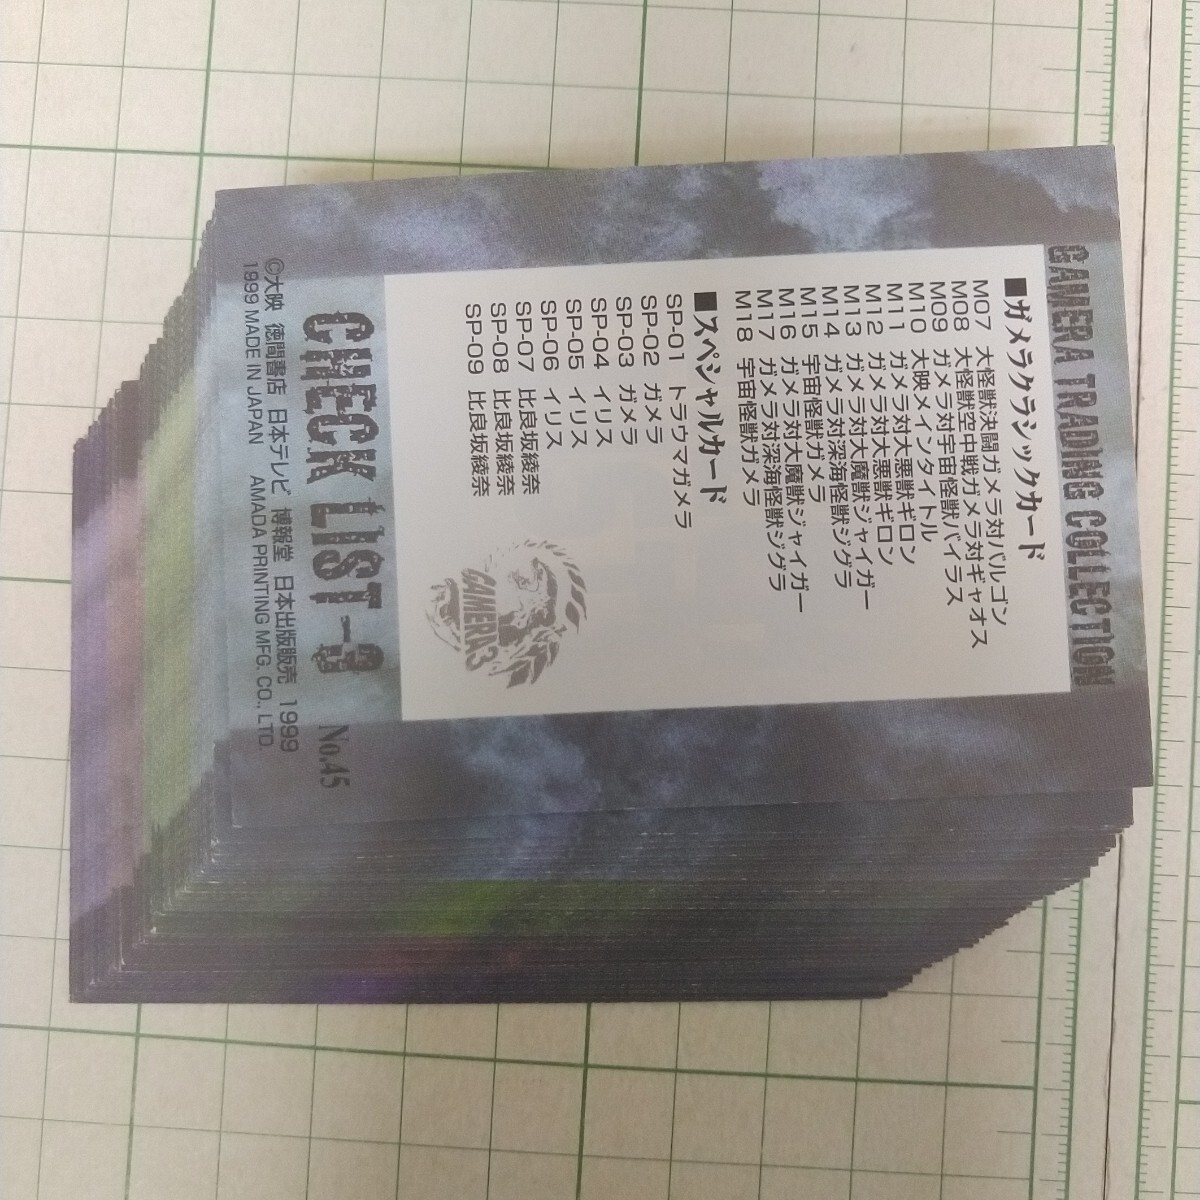 GAMERA TRADING COLLECTION
■ガメラクラシックカード
M07 大怪獣決闘ガメラ対バルゴン
M08 大怪獣空中戦ガメラ対ギャオス
M09 ガメラ対宇宙怪獣バイラス
M10 大映メインタイトル
M11 ガメラ対大悪獣ギロン
M12 ガメラ対大悪獣ギロン
M13 ガメラ対大魔獣ジャイガー
M14 ガメラ対深海怪獣ジグラ
M15 宇宙怪獣ガメラ
M16 ガメラ対大魔獣ジャイガー
M17 ガメラ対深海怪獣ジグラ
M18 宇宙怪獣ガメラ
■スペシャルカード
SP-01 トラウマガメラ
SP-02 ガメラ
SP-03 ガメラ
SP-04 イリス
SP-05 イリス
SP-06 イリス
SP-07 比良坂綾奈
SP-08 比良坂綾奈
SP-09 比良坂綾奈
GAMERA3
CHECK LIST-3 No.45
©大映 徳間書店 日本テレビ 博報堂 日本出版販売 1999
1999 MADE IN JAPAN AMADA PRINTING MFG. CO., LTD.